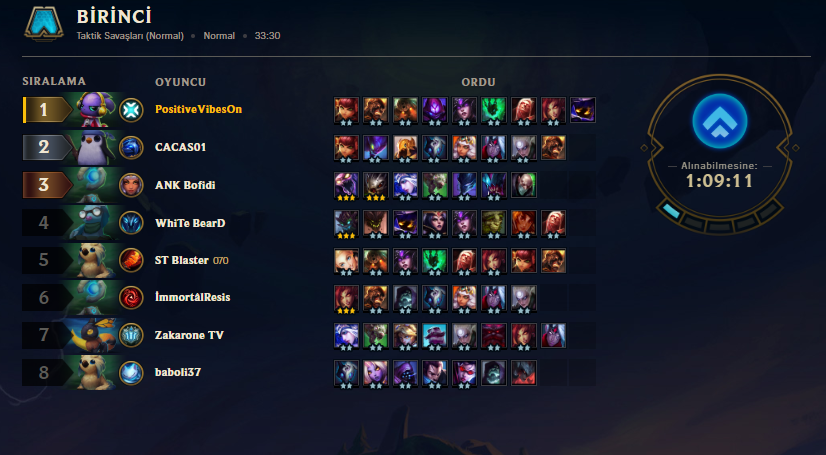 BİRİNCİ
Taktik Savaşları (Normal) • Normal • 33:30
SIRALAMA OYUNCU ORDU
1 PositiveVibesOn
2 CACAS01
3 ANK Bofidi
4 WhiTe BearD
5 ST Blaster 070
6 İmmortâlResis
7 Zakarone TV
8 baboli37
Alınabilmesine:
1:09:11